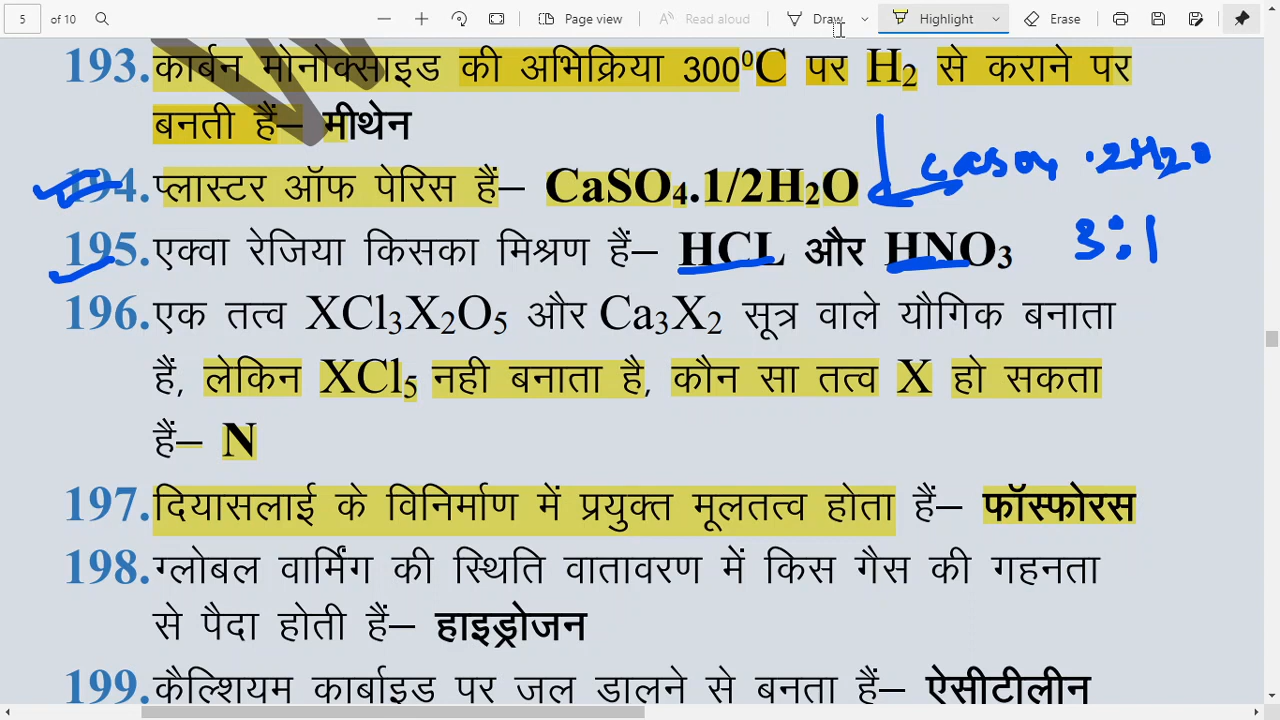 5 of 10 Page view Read aloud Draw Highlight Erase
193. कार्बन मोनोक्साइड की अभिक्रिया 300⁰C पर H₂ से कराने पर
बनती हैं– मीथेन
194. प्लास्टर ऑफ पेरिस हैं– CaSO₄.1/2H₂O CaSO₄ .2H₂O
195. एक्वा रेजिया किसका मिश्रण हैं– HCL और HNO₃ 3:1
196. एक तत्व XCl₃X₂O₅ और Ca₃X₂ सूत्र वाले यौगिक बनाता
हैं, लेकिन XCl₅ नही बनाता है, कौन सा तत्व X हो सकता
हैं– N
197. दियासलाई के विनिर्माण में प्रयुक्त मूलतत्व होता हैं– फॉस्फोरस
198. ग्लोबल वार्मिंग की स्थिति वातावरण में किस गैस की गहनता
से पैदा होती हैं– हाइड्रोजन
199. कैल्शियम कार्बाइड पर जल डालने से बनता हैं– ऐसीटीलीन